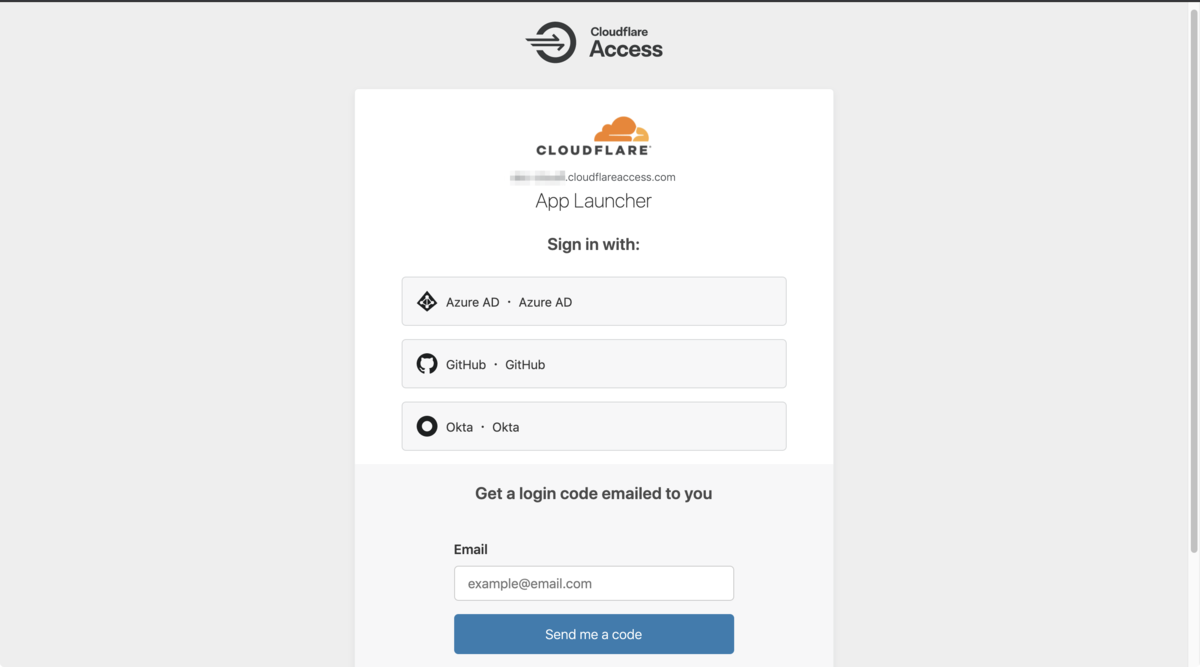 Cloudflare
Access
CLOUDFLARE
.cloudflareaccess.com
App Launcher
Sign in with:
Azure AD · Azure AD
GitHub · GitHub
Okta · Okta
Get a login code emailed to you
Email
example@email.com
Send me a code